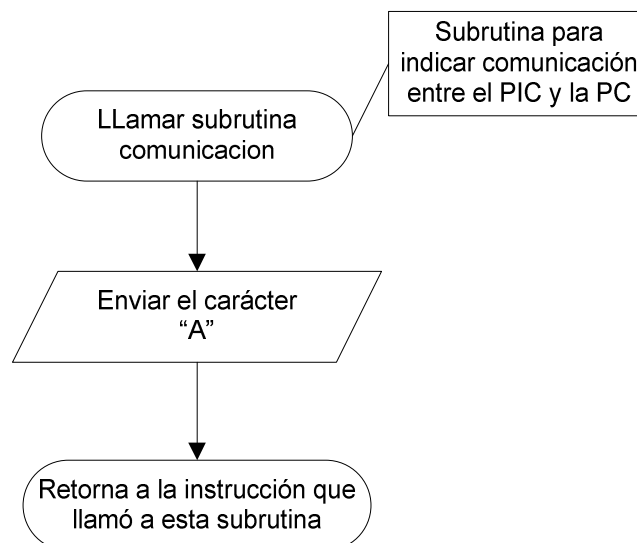 Subrutina para
indicar comunicación
entre el PIC y la PC
LLamar subrutina
comunicacion
Enviar el carácter
“A”
Retorna a la instrucción que
llamó a esta subrutina